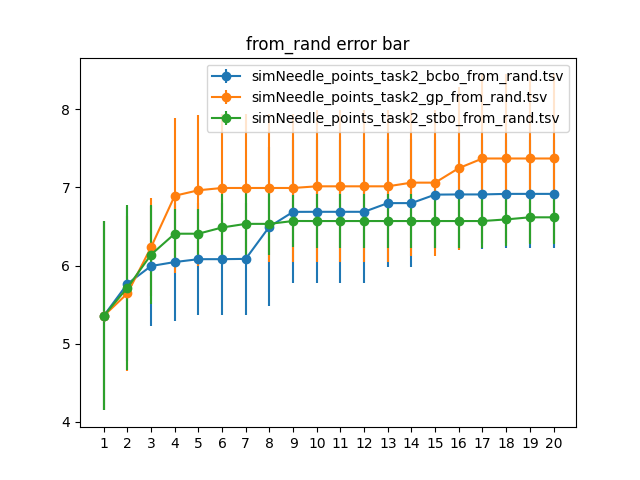 from_rand error bar
simNeedle_points_task2_bcbo_from_rand.tsv
simNeedle_points_task2_gp_from_rand.tsv
simNeedle_points_task2_stbo_from_rand.tsv
8
7
6
5
4
1 2 3 4 5 6 7 8 9 10 11 12 13 14 15 16 17 18 19 20